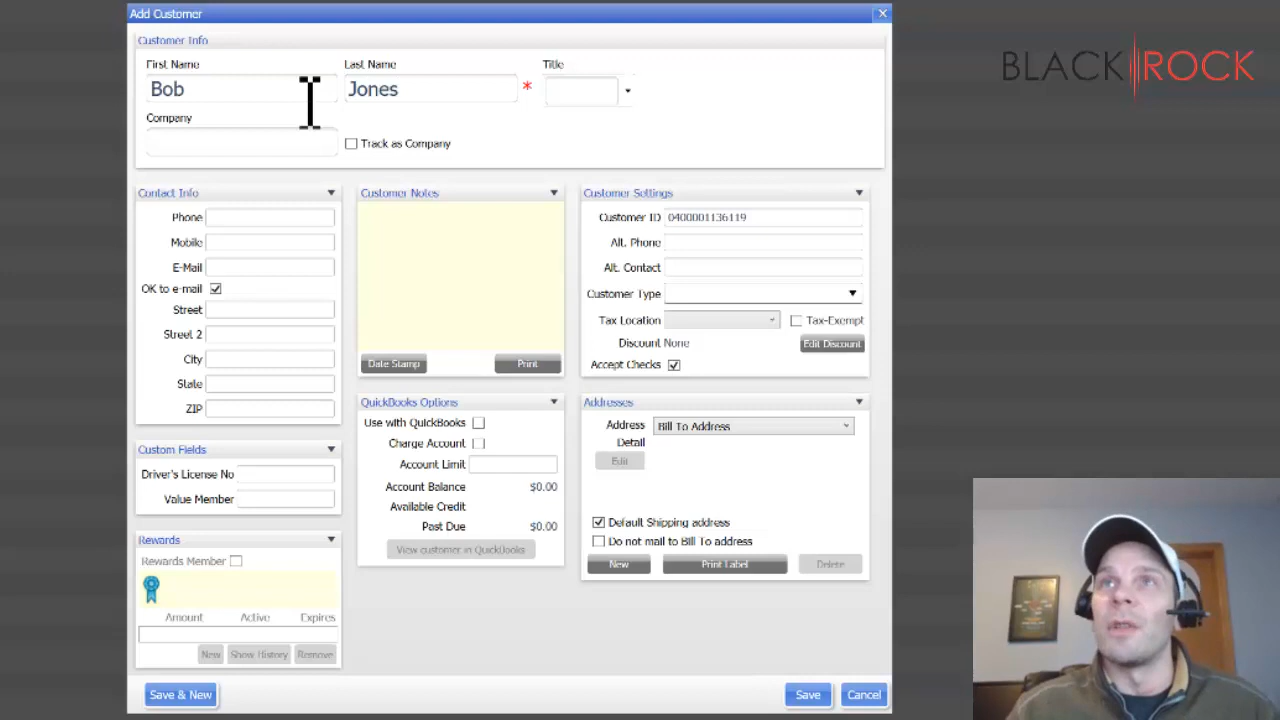 Add Customer
BLACK ROCK
Customer Info
First Name Last Name Title
Bob Jones *
Company
Track as Company
Contact Info
Phone
Mobile
E-Mail
OK to e-mail
Street
Street 2
City
State
ZIP
Customer Notes
Date Stamp Print
Customer Settings
Customer ID 0400001136119
Alt. Phone
Alt. Contact
Customer Type
Tax Location Tax-Exempt
Discount None Edit Discount
Accept Checks
QuickBooks Options
Use with QuickBooks
Charge Account
Account Limit
Account Balance $0.00
Available Credit
Past Due $0.00
View customer in QuickBooks
Addresses
Address Bill To Address
Detail
Edit
Default Shipping address
Do not mail to Bill To address
New Print Label Delete
Custom Fields
Driver's License No
Value Member
Rewards
Rewards Member
Amount Active Expires
New Show History Remove
Save & New Save Cancel